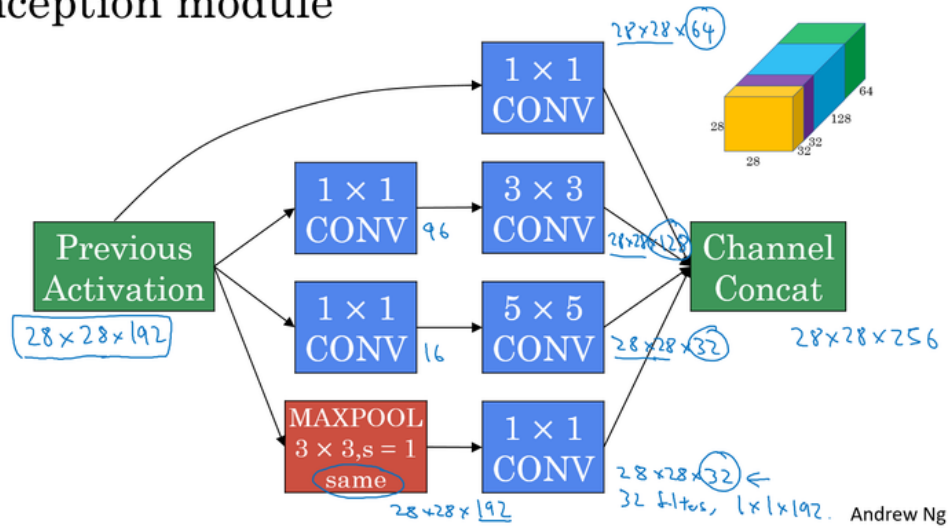 ception module
28×28×64
1 × 1
CONV
64
128
32
32
28
28
1 × 1
CONV
96
3 × 3
CONV
28×28×128
Previous
Activation
28×28×192
Channel
Concat
28×28×256
1 × 1
CONV
16
5 × 5
CONV
28×28×32
MAXPOOL
3 × 3,s = 1
same
28×28×192
1 × 1
CONV
28×28×32 ←
32 filters, 1×1×192.
Andrew Ng